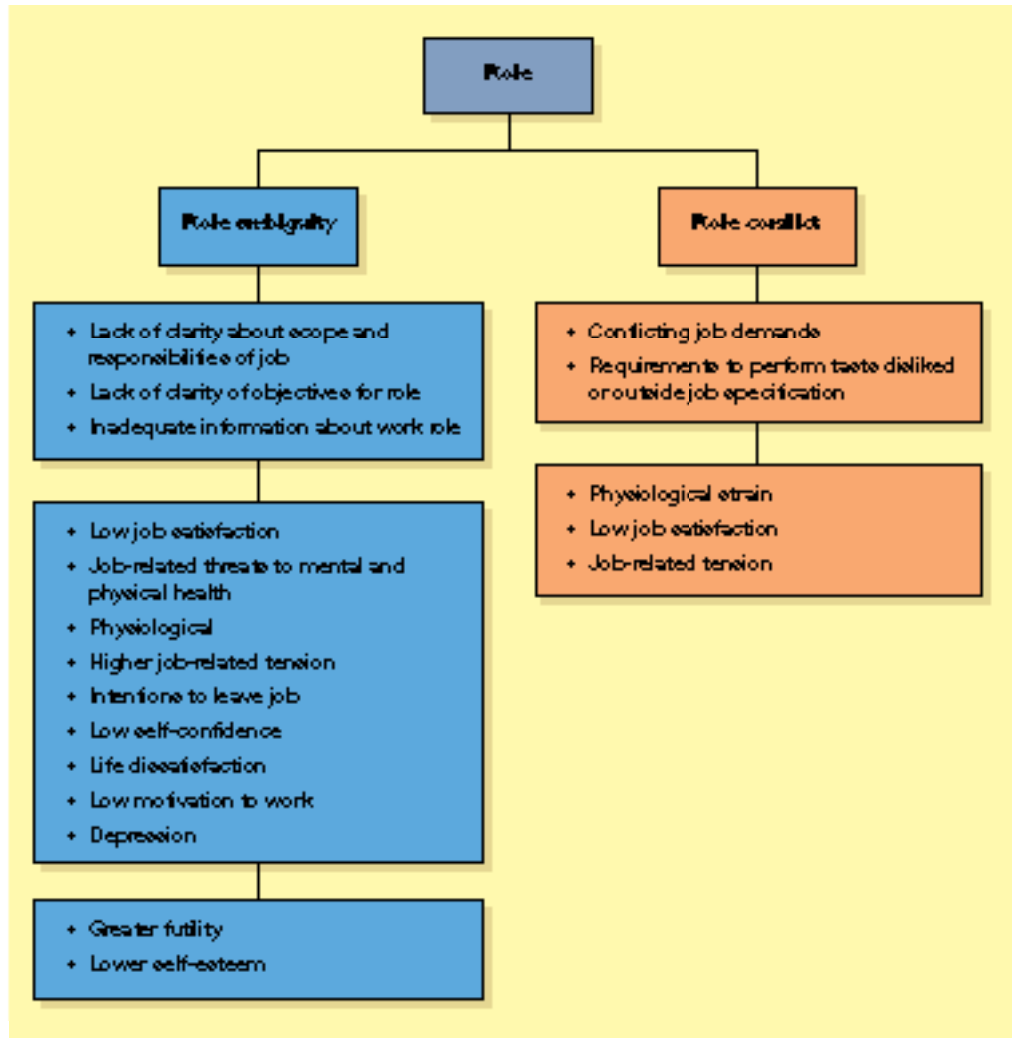 Role
Role ambiguity
Role conflict
• Lack of clarity about scope and
responsibilities of job
• Lack of clarity of objectives for role
• Inadequate information about work role
• Conflicting job demands
• Requirements to perform tasts disliked
or outside job specification
• Physiological strain
• Low job satisfaction
• Job-related tension
• Low job satisfaction
• Job-related threats to mental and
physical health
• Physiological
• Higher job-related tension
• Intentions to leave job
• Low self-confidence
• Life dissatisfaction
• Low motivation to work
• Depression
• Greater futility
• Lower self-esteem